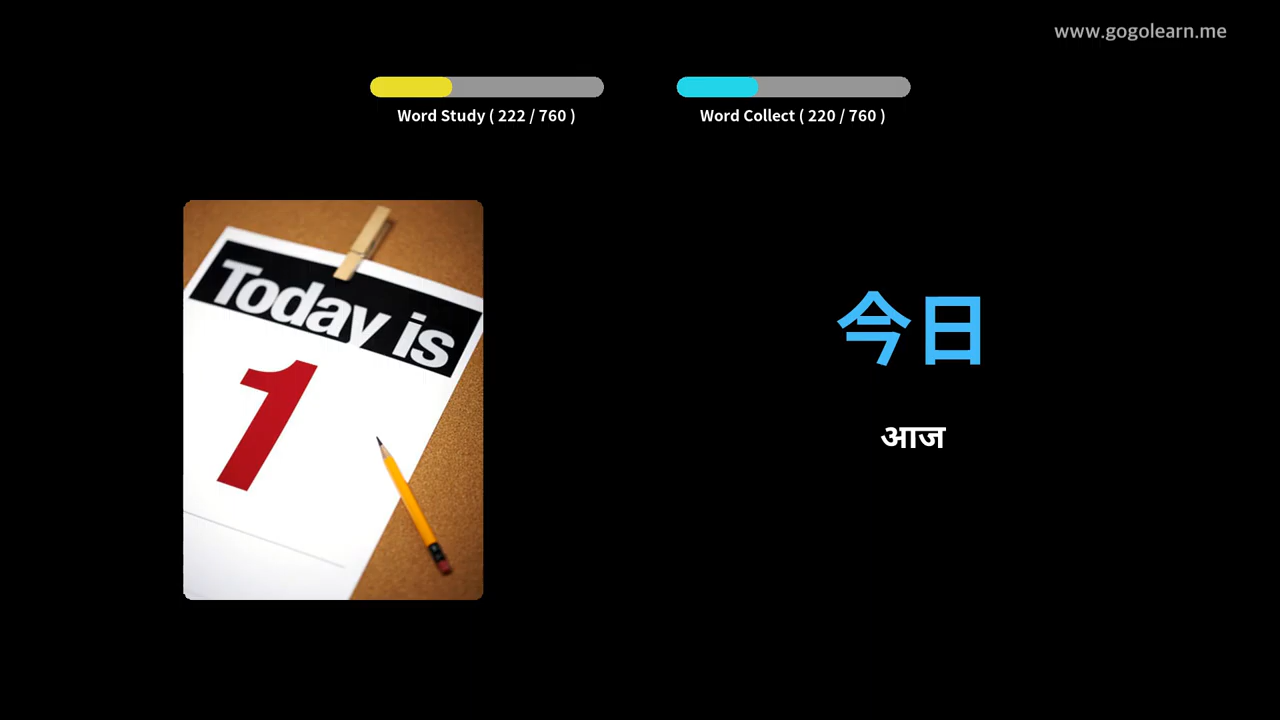 www.gogolearn.me
Word Study ( 222 / 760 )
Word Collect ( 220 / 760 )
Today is
1
今日
आज